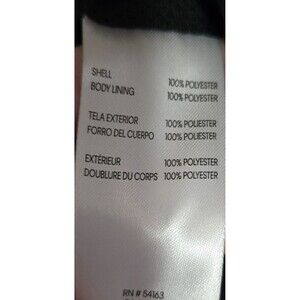 SHELL 100% POLYESTER
BODY LINING 100% POLYESTER
TELA EXTERIOR 100% POLIESTER
FORRO DEL CUERPO 100% POLIESTER
EXTÉRIEUR 100% POLYESTER
DOUBLURE DU CORPS 100% POLYESTER
RN # 54163